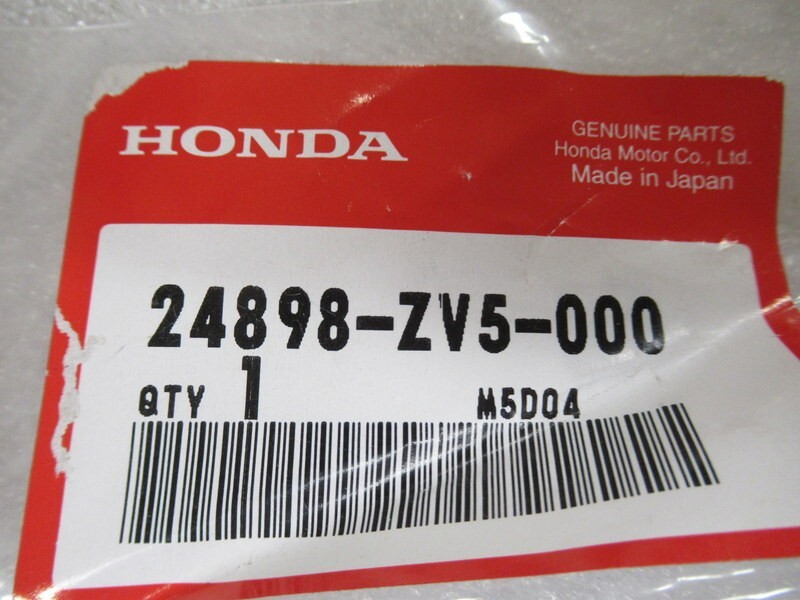 HONDA
GENUINE PARTS
Honda Motor Co., Ltd.
Made in Japan
24898-ZV5-000
QTY 1 M5D04